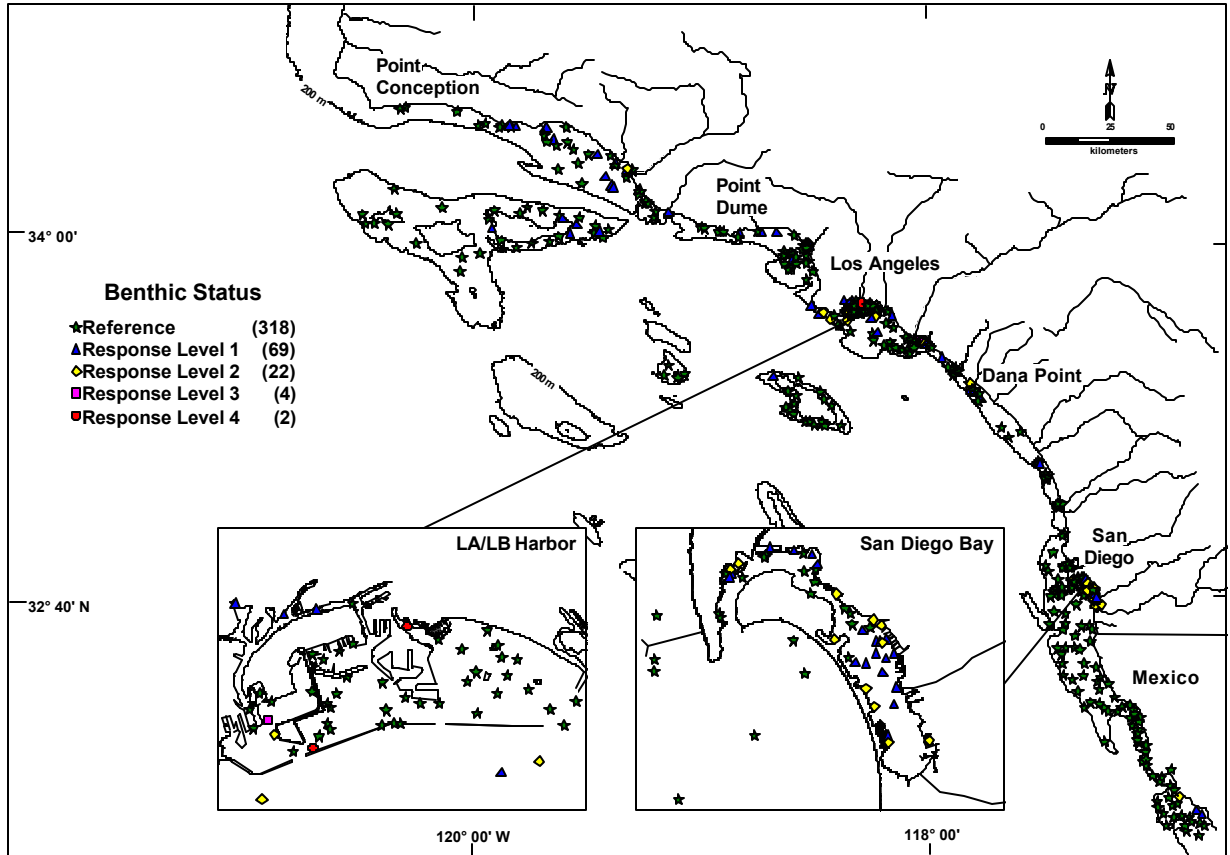 Point
Conception
200 m
N
0 25 50
kilometers
Point
Dume
34° 00'
Los Angeles
Benthic Status
Reference (318)
Response Level 1 (69)
Response Level 2 (22)
Response Level 3 (4)
Response Level 4 (2)
200 m
Dana Point
LA/LB Harbor
San Diego Bay
San
Diego
32° 40' N
Mexico
120° 00' W
118° 00'